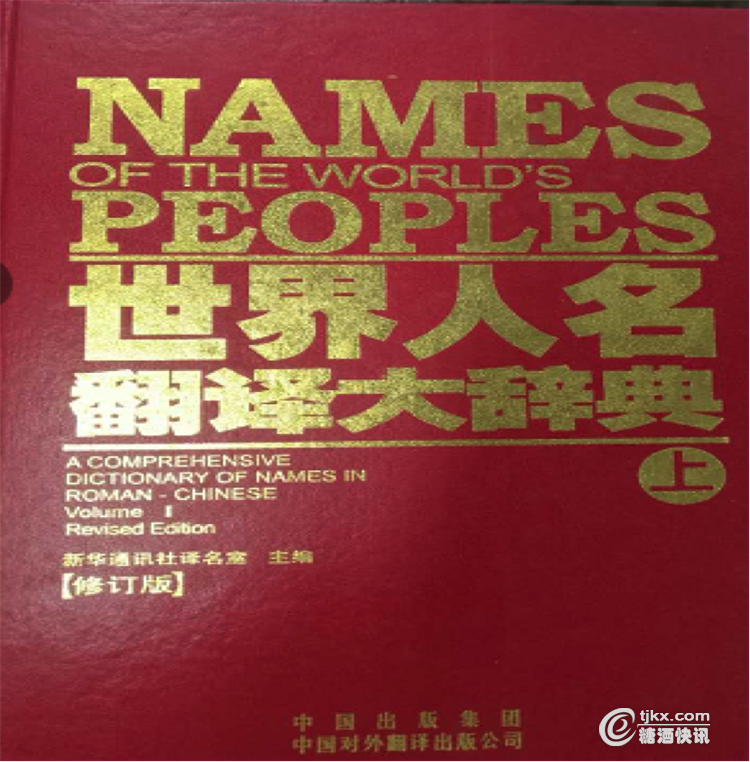 NAMES
OF THE WORLD'S
PEOPLES
世界人名
翻译大辞典
上
A COMPREHENSIVE
DICTIONARY OF NAMES IN
ROMAN - CHINESE
Volume I
Revised Edition
新华通讯社译名室 主编
[修订版]
中国出版集团
中国对外翻译出版公司
tjkx.com
糖酒快讯